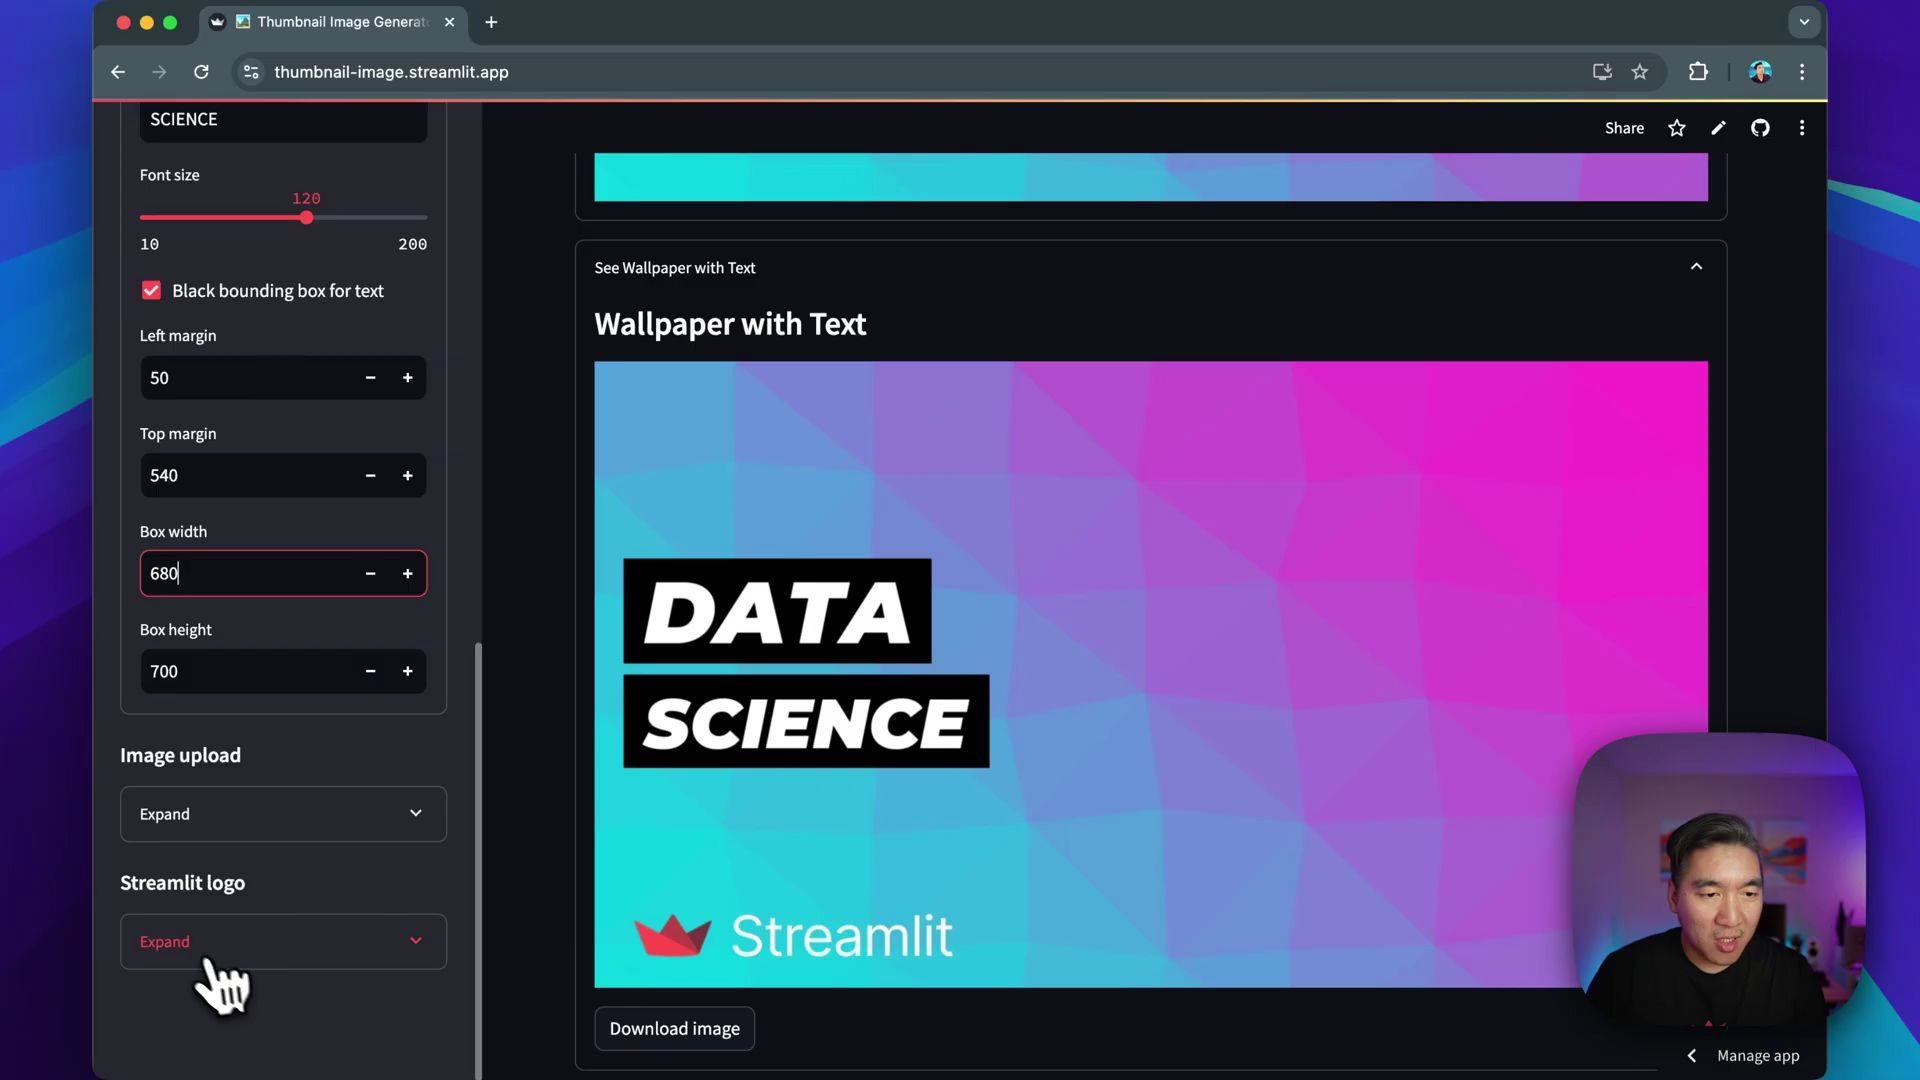 Thumbnail Image Generat
thumbnail-image.streamlit.app
SCIENCE
Font size
120
10 200
Black bounding box for text
Left margin
50
Top margin
540
Box width
680
Box height
700
Image upload
Expand
Streamlit logo
Expand
Share
See Wallpaper with Text
Wallpaper with Text
DATA
SCIENCE
Streamlit
Download image
Manage app